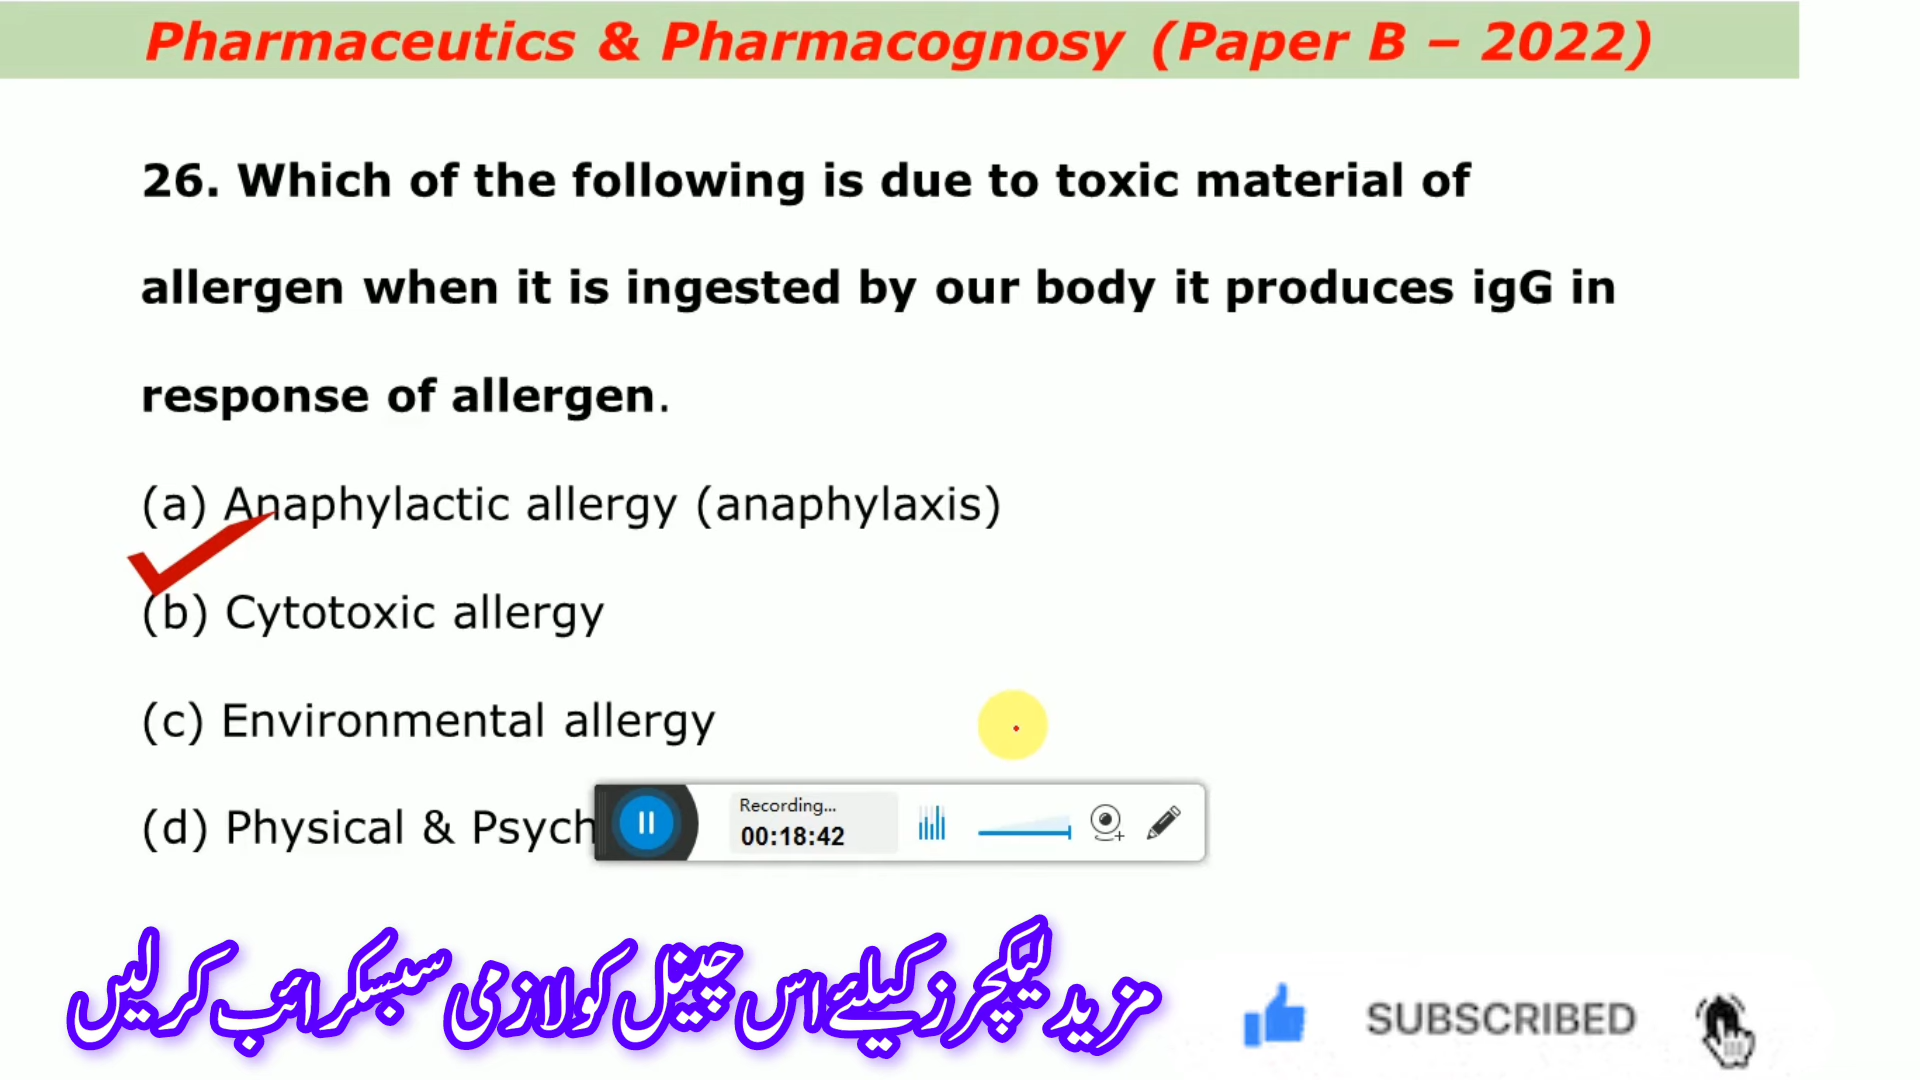 Pharmaceutics & Pharmacognosy (Paper B – 2022)
26. Which of the following is due to toxic material of
allergen when it is ingested by our body it produces igG in
response of allergen.
(a) Anaphylactic allergy (anaphylaxis)
(b) Cytotoxic allergy
(c) Environmental allergy
(d) Physical & Psych
Recording...
00:18:42
مزید لیکچرز کیلئے اس چینل کو لازمی سبسکرائب کر لیں
SUBSCRIBED